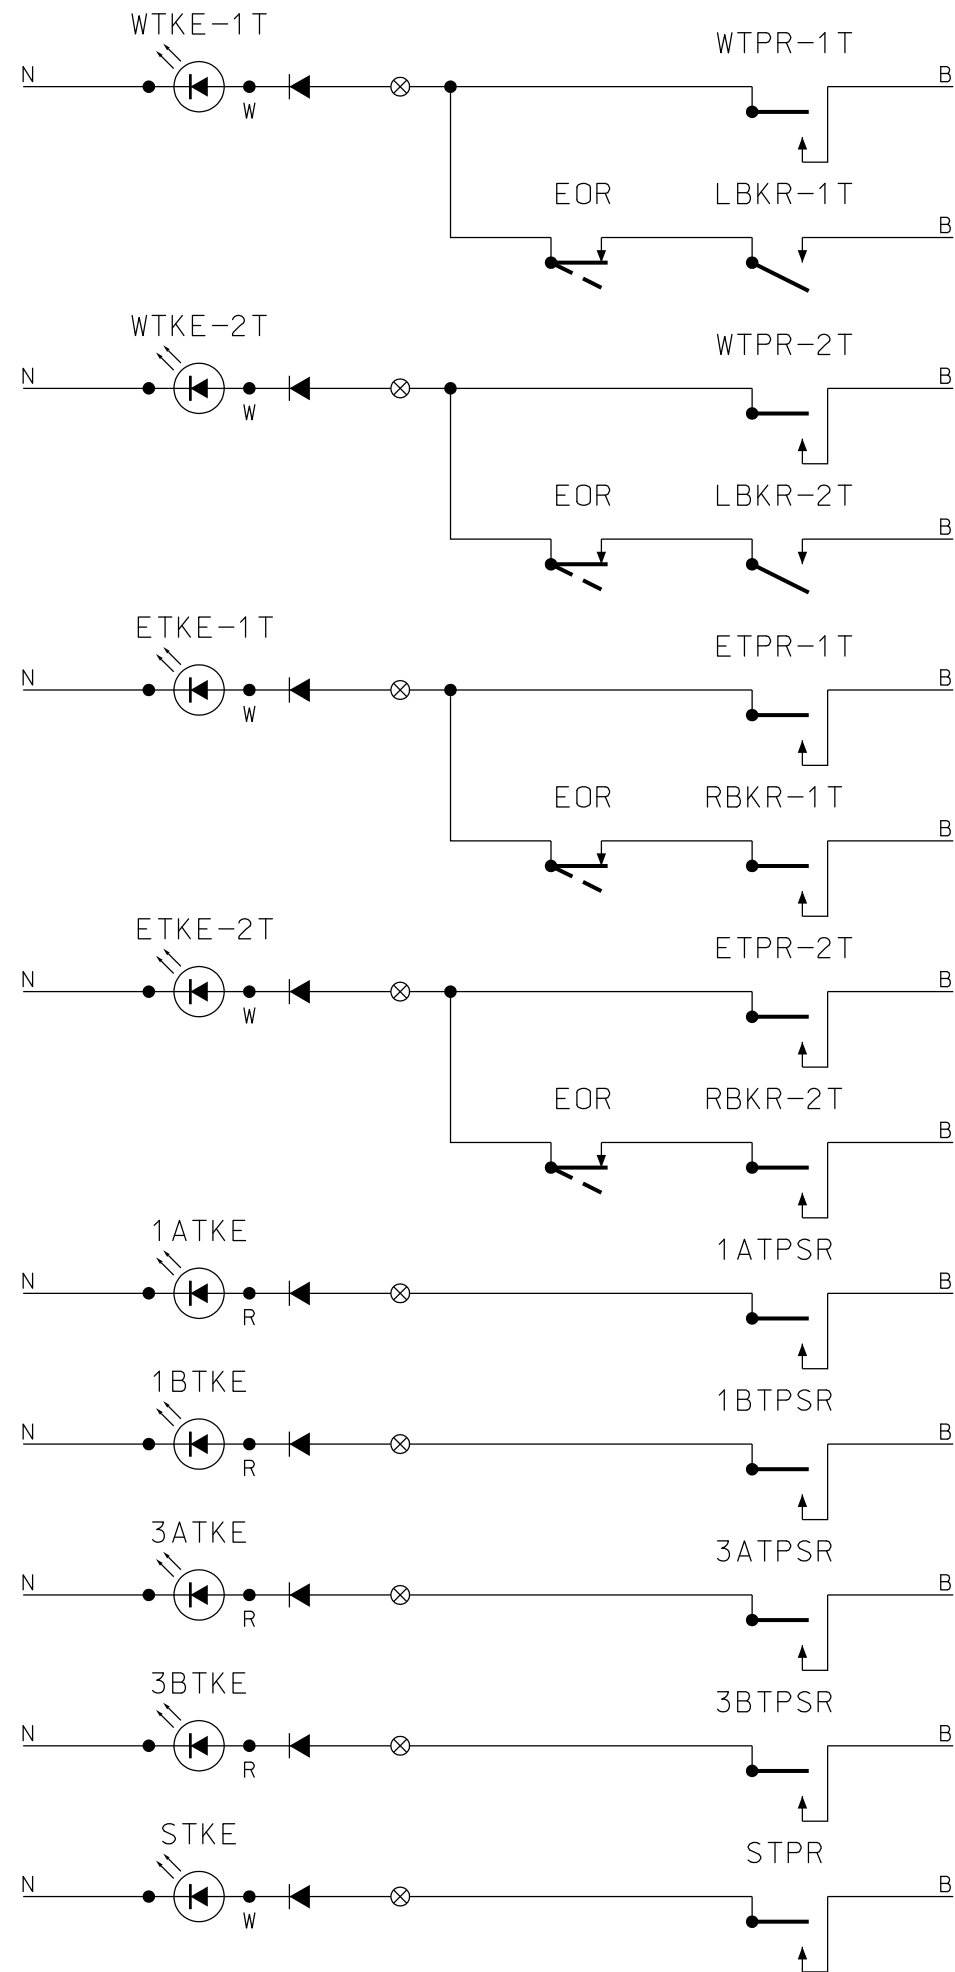 WTKE-1T
WTPR-1T
N
W
B
EOR
LBKR-1T
B
WTKE-2T
WTPR-2T
N
W
B
EOR
LBKR-2T
B
ETKE-1T
ETPR-1T
N
W
B
EOR
RBKR-1T
B
ETKE-2T
ETPR-2T
N
W
B
EOR
RBKR-2T
B
1ATKE
1ATPSR
N
R
B
1BTKE
1BTPSR
N
R
B
3ATKE
3ATPSR
N
R
B
3BTKE
3BTPSR
N
R
B
STKE
STPR
N
W
B